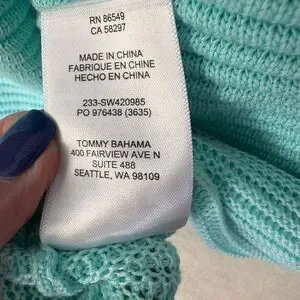 RN 86549
CA 58297
MADE IN CHINA
FABRIQUE EN CHINE
HECHO EN CHINA
233-SW420985
PO 976438 (3635)
TOMMY BAHAMA
400 FAIRVIEW AVE N
SUITE 488
SEATTLE, WA 98109